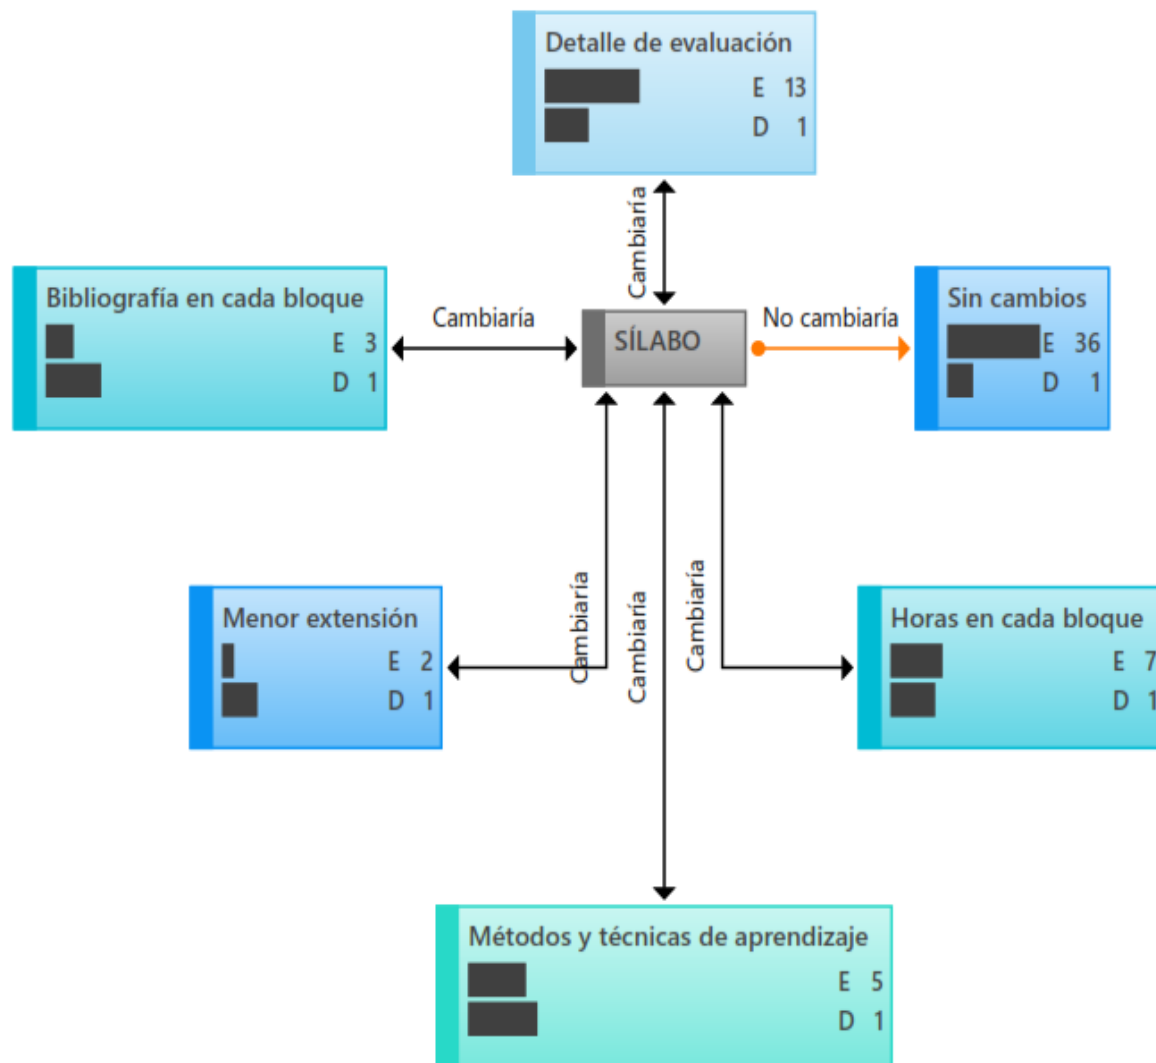 Detalle de evaluación
E 13
D 1
Cambiaría
Bibliografía en cada bloque
E 3
D 1
Cambiaría
SÍLABO
No cambiaría
Sin cambios
E 36
D 1
Cambiaría
Cambiaría
Cambiaría
Menor extensión
E 2
D 1
Horas en cada bloque
E 7
D 1
Métodos y técnicas de aprendizaje
E 5
D 1